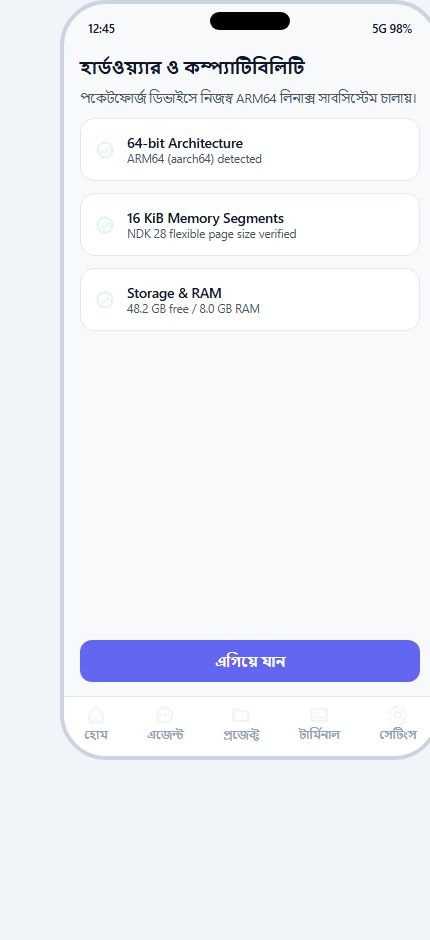 12:45 5G 98%
হার্ডওয়্যার ও কম্প্যাটিবিলিটি
পকেটফোর্জ ডিভাইসে নিজস্ব ARM64 লিনাক্স সাবসিস্টেম চালায়।
64-bit Architecture
ARM64 (aarch64) detected
16 KiB Memory Segments
NDK 28 flexible page size verified
Storage & RAM
48.2 GB free / 8.0 GB RAM
এগিয়ে যান
হোম এজেন্ট প্রজেক্ট টার্মিনাল সেটিংস